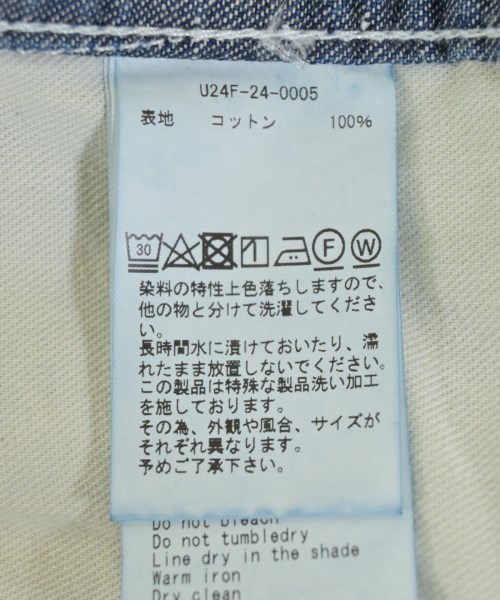 U24F-24-0005
表地 コットン 100%
30 F W
染料の特性上色落ちしますので、
他の物と分けて洗濯してくださ
い。
長時間水に漬けておいたり、濡
れたまま放置しないでください。
この製品は特殊な製品洗い加工
を施しております。
その為、外観や風合、サイズが
それぞれ異なります。
予めご了承下さい。
Do not bleach
Do not tumbledry
Line dry in the shade
Warm iron
Dry clean